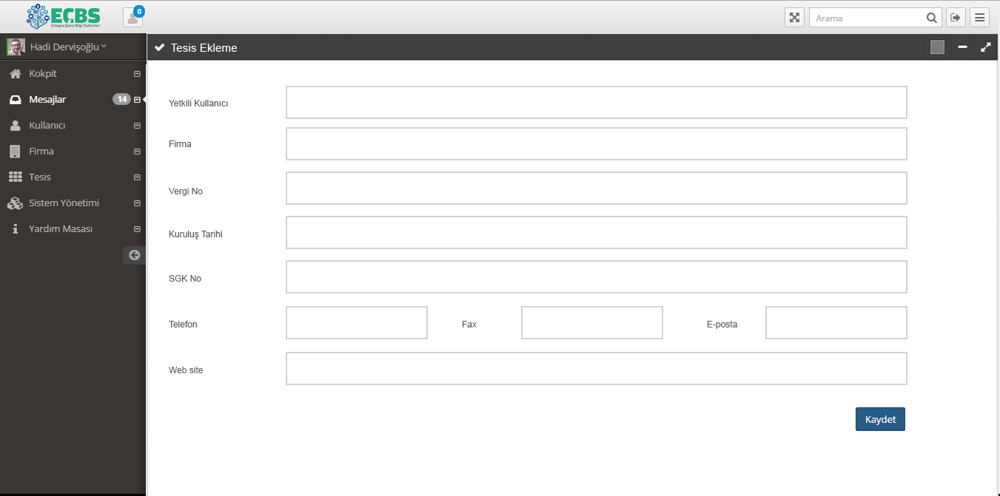 EÇBS
Entegre Çevre Bilgi Sistemleri
0
Arama
Hadi Dervişoğlu
Kokpit
Mesajlar 14
Kullanıcı
Firma
Tesis
Sistem Yönetimi
Yardım Masası
Tesis Ekleme
Yetkili Kullanıcı
Firma
Vergi No
Kuruluş Tarihi
SGK No
Telefon Fax E-posta
Web site
Kaydet